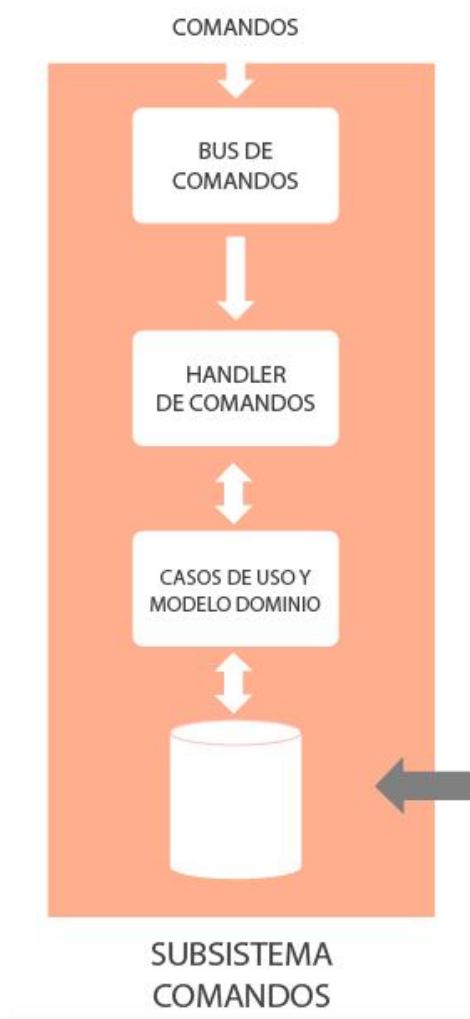 COMANDOS
BUS DE
COMANDOS
HANDLER
DE COMANDOS
CASOS DE USO Y
MODELO DOMINIO
SUBSISTEMA
COMANDOS